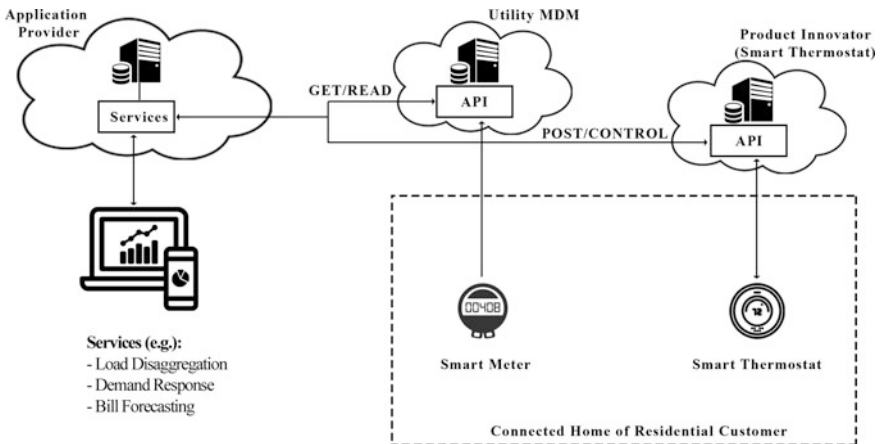 Application
Provider
Utility MDM
Product Innovator
(Smart Thermostat)
GET/READ
API
Services
POST/CONTROL
API
00408
72
Smart Meter
Smart Thermostat
Services (e.g.):
- Load Disaggregation
- Demand Response
- Bill Forecasting
Connected Home of Residential Customer